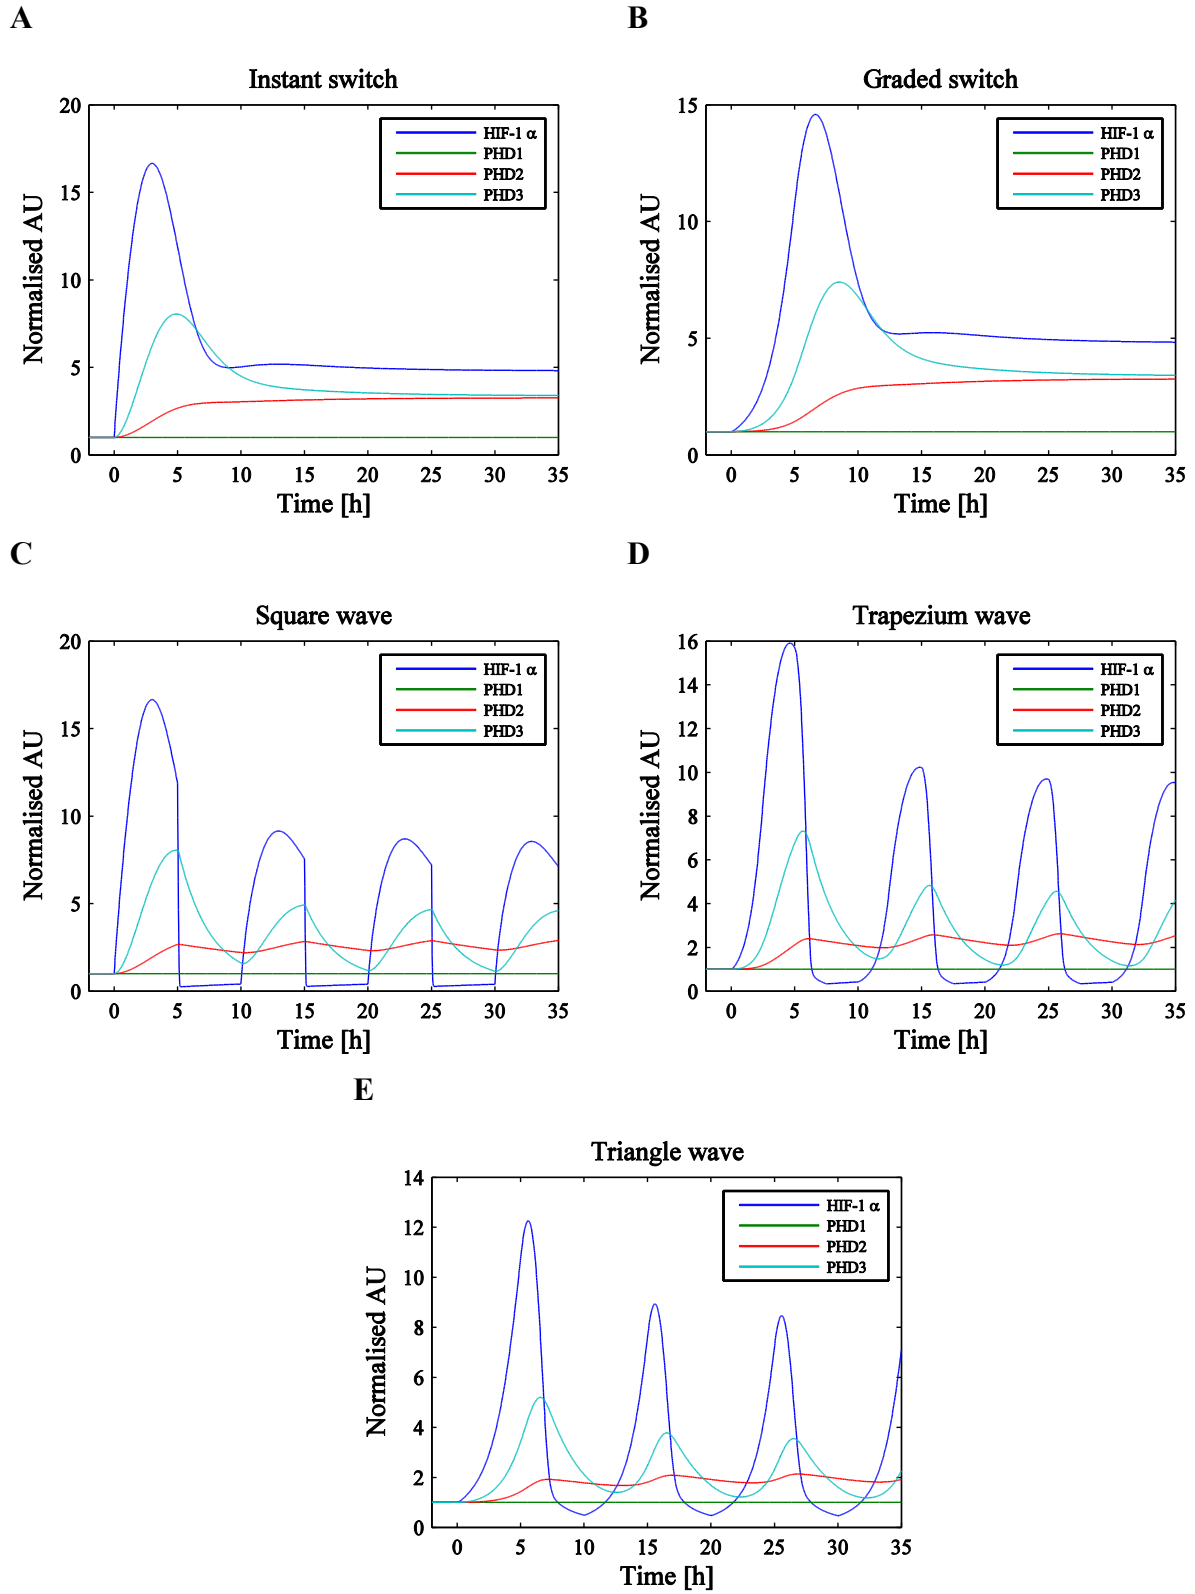 A
Instant switch
20
15
10
5
0
Normalised AU
HIF-1 α
PHD1
PHD2
PHD3
0 5 10 15 20 25 30 35
Time [h]
B
Graded switch
15
10
5
0
Normalised AU
HIF-1 α
PHD1
PHD2
PHD3
0 5 10 15 20 25 30 35
Time [h]
C
Square wave
20
15
10
5
0
Normalised AU
HIF-1 α
PHD1
PHD2
PHD3
0 5 10 15 20 25 30 35
Time [h]
D
Trapezium wave
16
14
12
10
8
6
4
2
0
Normalised AU
HIF-1 α
PHD1
PHD2
PHD3
0 5 10 15 20 25 30 35
Time [h]
E
Triangle wave
14
12
10
8
6
4
2
0
Normalised AU
HIF-1 α
PHD1
PHD2
PHD3
0 5 10 15 20 25 30 35
Time [h]